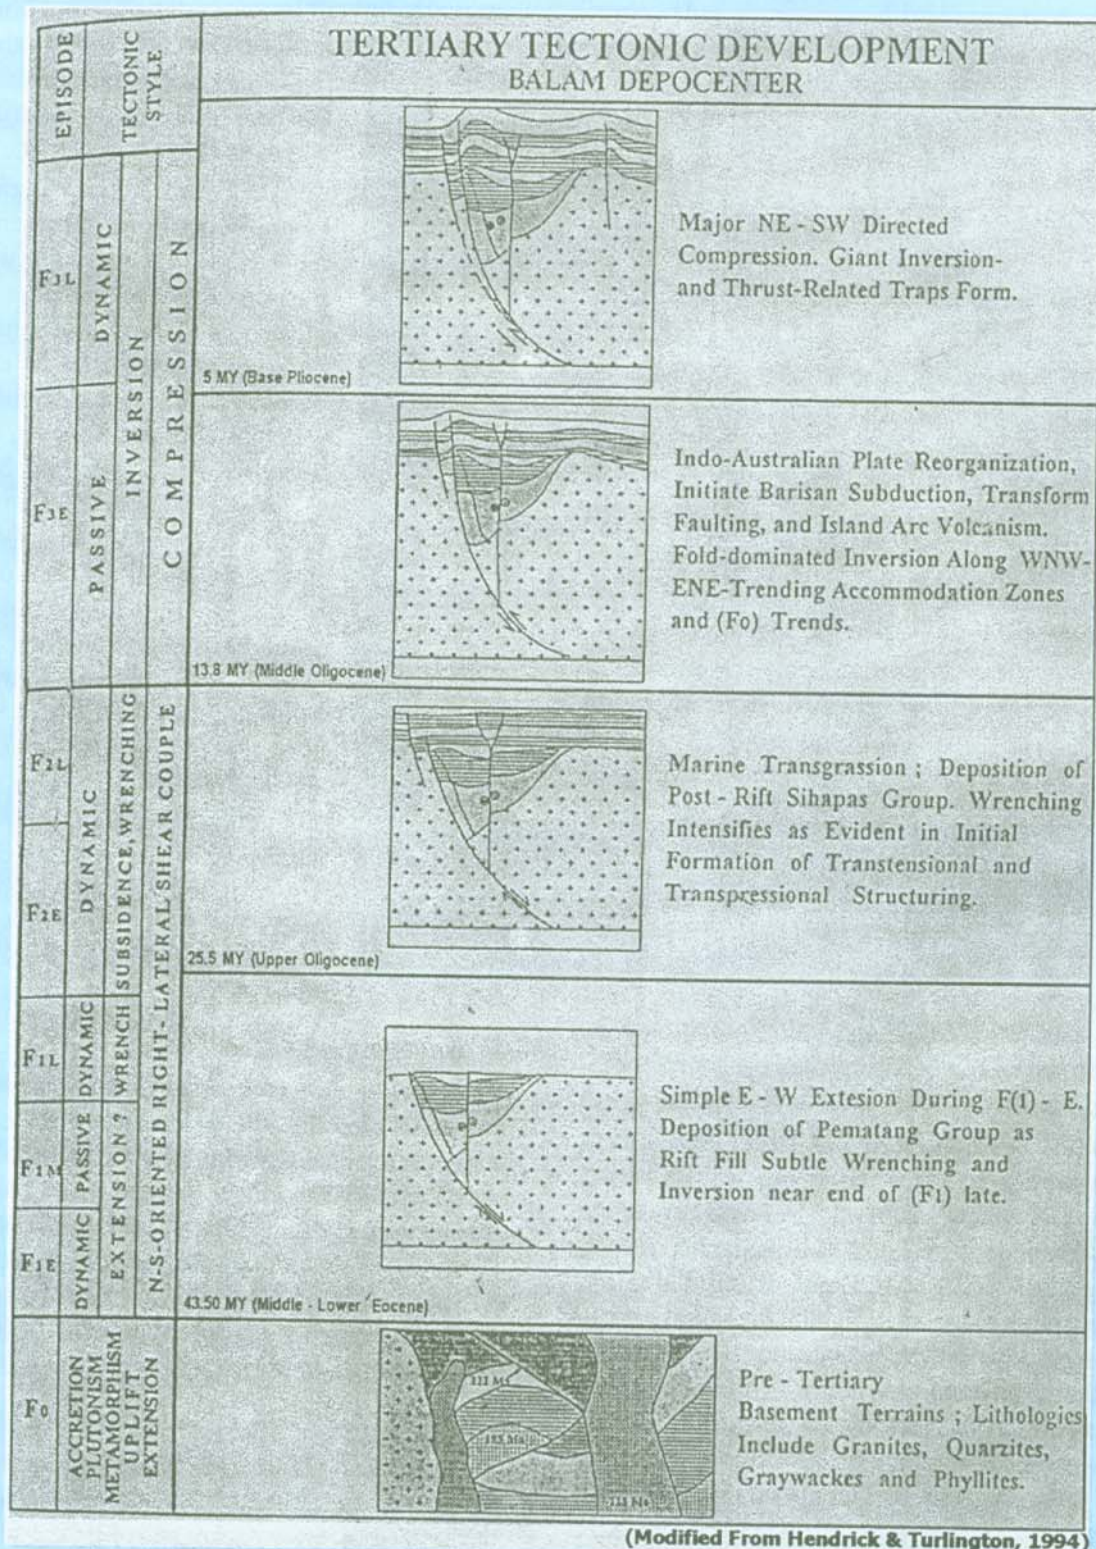 TERTIARY TECTONIC DEVELOPMENT
BALAM DEPOCENTER
EPISODE
TECTONIC
STYLE
F3L
DYNAMIC
INVERSION
COMPRESSION
5 MY (Base Pliocene)
Major NE - SW Directed
Compression. Giant Inversion-
and Thrust-Related Traps Form.
F3E
PASSIVE
13.8 MY (Middle Oligocene)
Indo-Australian Plate Reorganization,
Initiate Barisan Subduction, Transform
Faulting, and Island Arc Volcanism.
Fold-dominated Inversion Along WNW-
ENE-Trending Accommodation Zones
and (Fo) Trends.
F2L
F2E
DYNAMIC
SUBSIDENCE, WRENCHING
N-S-ORIENTED RIGHT-LATERAL SHEAR COUPLE
25.5 MY (Upper Oligocene)
Marine Transgrassion ; Deposition of
Post - Rift Sihapas Group. Wrenching
Intensifies as Evident in Initial
Formation of Transtensional and
Transpressional Structuring.
F1L
DYNAMIC
WRENCH
F1M
PASSIVE
EXTENSION ?
F1E
DYNAMIC
43.50 MY (Middle - Lower Eocene)
Simple E - W Extesion During F(1) - E.
Deposition of Pematang Group as
Rift Fill Subtle Wrenching and
Inversion near end of (F1) late.
F0
ACCRETION
PLUTONISM
METAMORPHISM
UPLIFT
EXTENSION
Pre - Tertiary
Basement Terrains ; Lithologies
Include Granites, Quarzites,
Graywackes and Phyllites.
(Modified From Hendrick & Turlington, 1994)